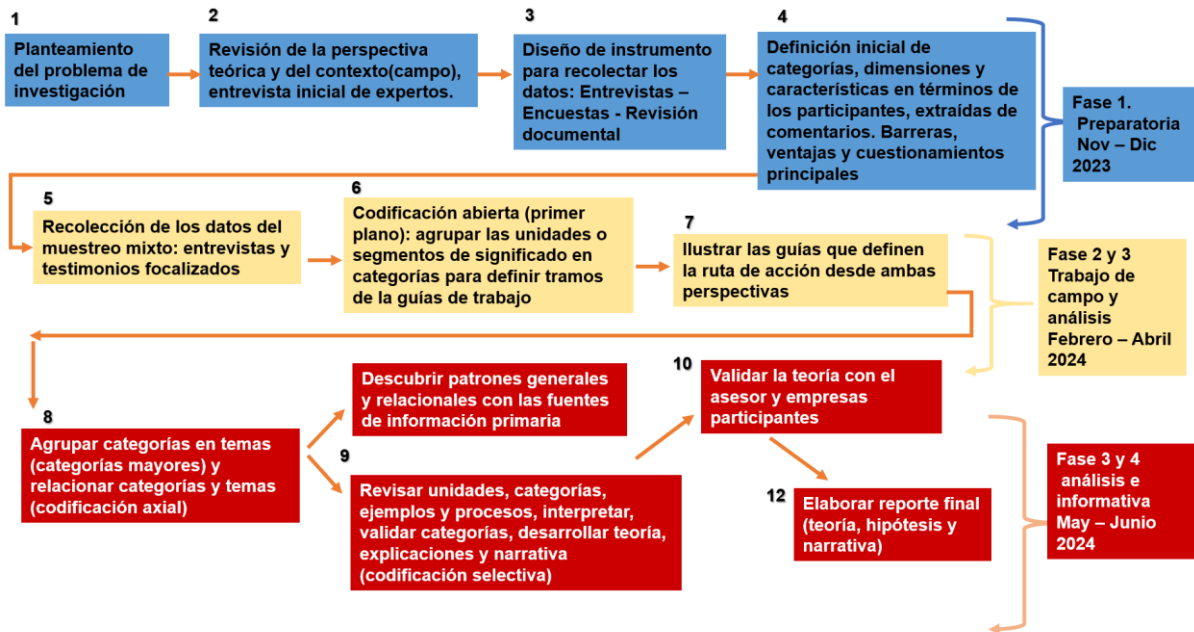 1
Planteamiento
del problema de
investigación
2
Revisión de la perspectiva
teórica y del contexto(campo),
entrevista inicial de expertos.
3
Diseño de instrumento
para recolectar los
datos: Entrevistas –
Encuestas - Revisión
documental
4
Definición inicial de
categorías, dimensiones y
características en términos
de los participantes, extraídas de
comentarios. Barreras,
ventajas y cuestionamientos
principales
Fase 1.
Preparatoria
Nov – Dic
2023
5
Recolección de los datos del
muestreo mixto: entrevistas y
testimonios focalizados
6
Codificación abierta (primer
plano): agrupar las unidades o
segmentos de significado en
categorías para definir tramos
de la guías de trabajo
7
Ilustrar las guías que definen
la ruta de acción desde ambas
perspectivas
Fase 2 y 3
Trabajo de
campo y
análisis
Febrero – Abril
2024
8
Agrupar categorías en temas
(categorías mayores) y
relacionar categorías y temas
(codificación axial)
Descubrir patrones generales
y relacionales con las fuentes
de información primaria
9
Revisar unidades, categorías,
ejemplos y procesos, interpretar,
validar categorías, desarrollar teoría,
explicaciones y narrativa
(codificación selectiva)
10
Validar la teoría con el
asesor y empresas
participantes
12
Elaborar reporte final
(teoría, hipótesis y
narrativa)
Fase 3 y 4
análisis e
informativa
May – Junio
2024